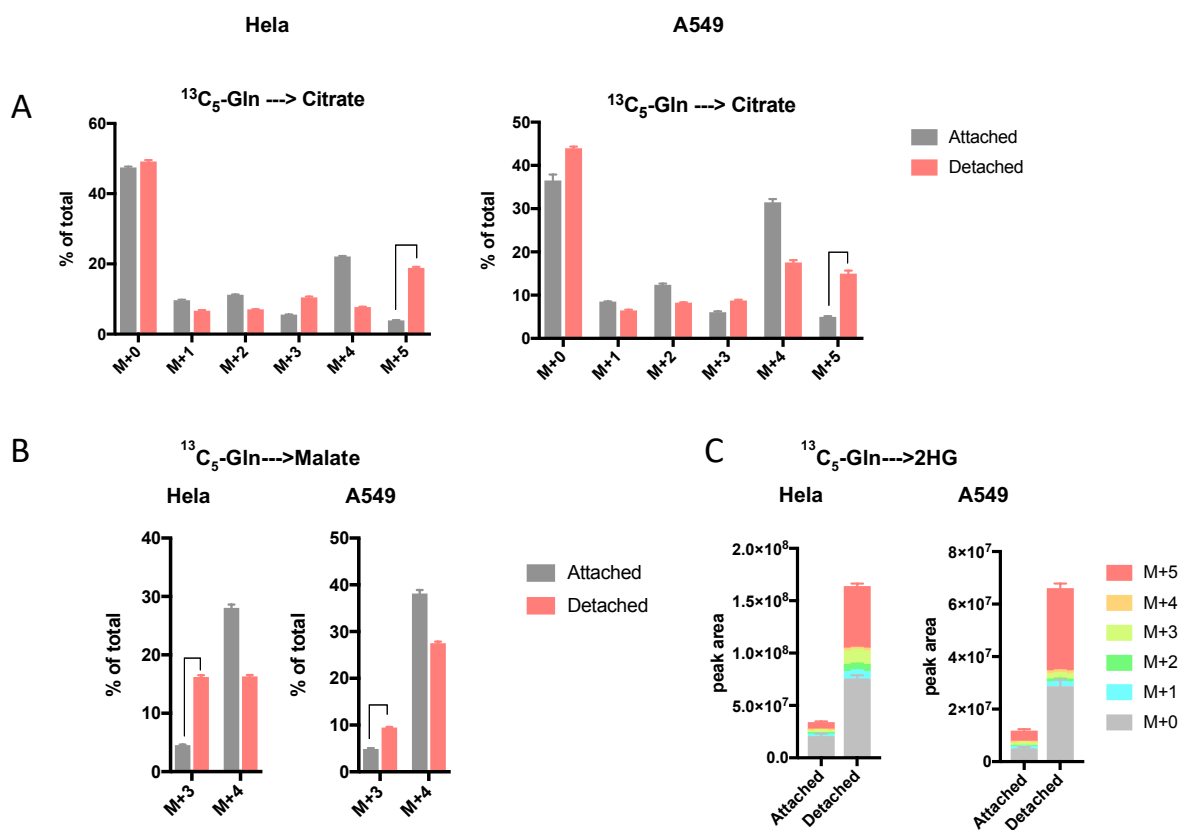 Hela A549
A
¹³C₅-Gln ---> Citrate
% of total
60
40
20
0
M+0 M+1 M+2 M+3 M+4 M+5
¹³C₅-Gln ---> Citrate
% of total
50
40
30
20
10
0
M+0 M+1 M+2 M+3 M+4 M+5
Attached
Detached
B
¹³C₅-Gln--->Malate
Hela
% of total
40
30
20
10
0
M+3 M+4
A549
% of total
50
40
30
20
10
0
M+3 M+4
Attached
Detached
C
¹³C₅-Gln--->2HG
Hela
peak area
2.0×10⁸
1.5×10⁸
1.0×10⁸
5.0×10⁷
0.0
Attached Detached
A549
peak area
8×10⁷
6×10⁷
4×10⁷
2×10⁷
0
Attached Detached
M+5
M+4
M+3
M+2
M+1
M+0